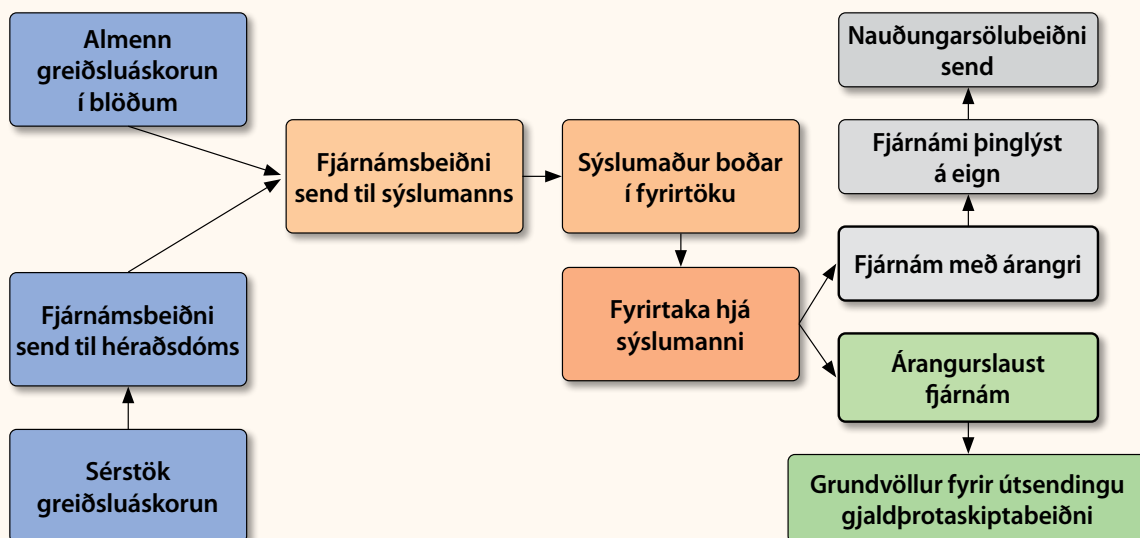 Almenn
greiðsluáskorun
í blöðum
Fjárnámsbeiðni
send til héraðsdóms
Sérstök
greiðsluáskorun
Fjárnámsbeiðni
send til sýslumanns
Sýslumaður boðar
í fyrirtöku
Fyrirtaka hjá
sýslumanni
Nauðungarsölubeiðni
send
Fjárnámi þinglýst
á eign
Fjárnám með árangri
Árangurslaust
fjárnám
Grundvöllur fyrir útsendingu
gjaldþrotaskiptabeiðni